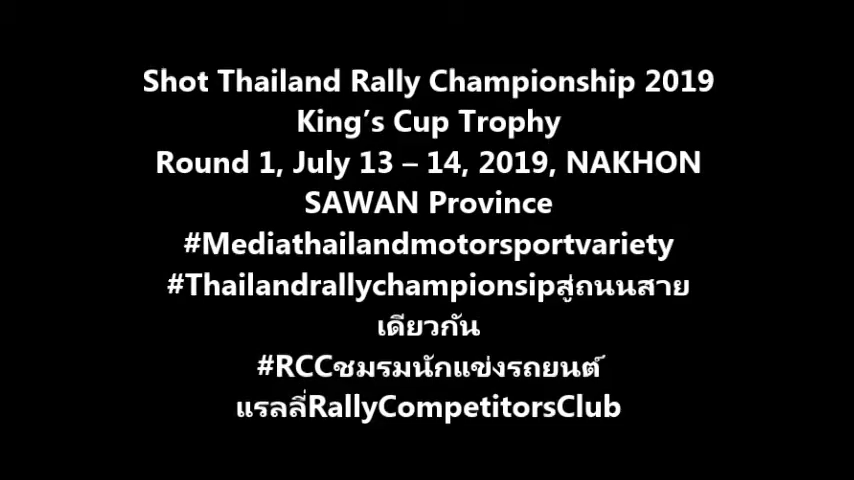 Shot Thailand Rally Championship 2019
King’s Cup Trophy
Round 1, July 13 – 14, 2019, NAKHON
SAWAN Province
#Mediathailandmotorsportvariety
#Thailandrallychampionsipสู่ถนนสาย
เดียวกัน
#RCCชมรมนักแข่งรถยนต์
แรลลี่RallyCompetitorsClub